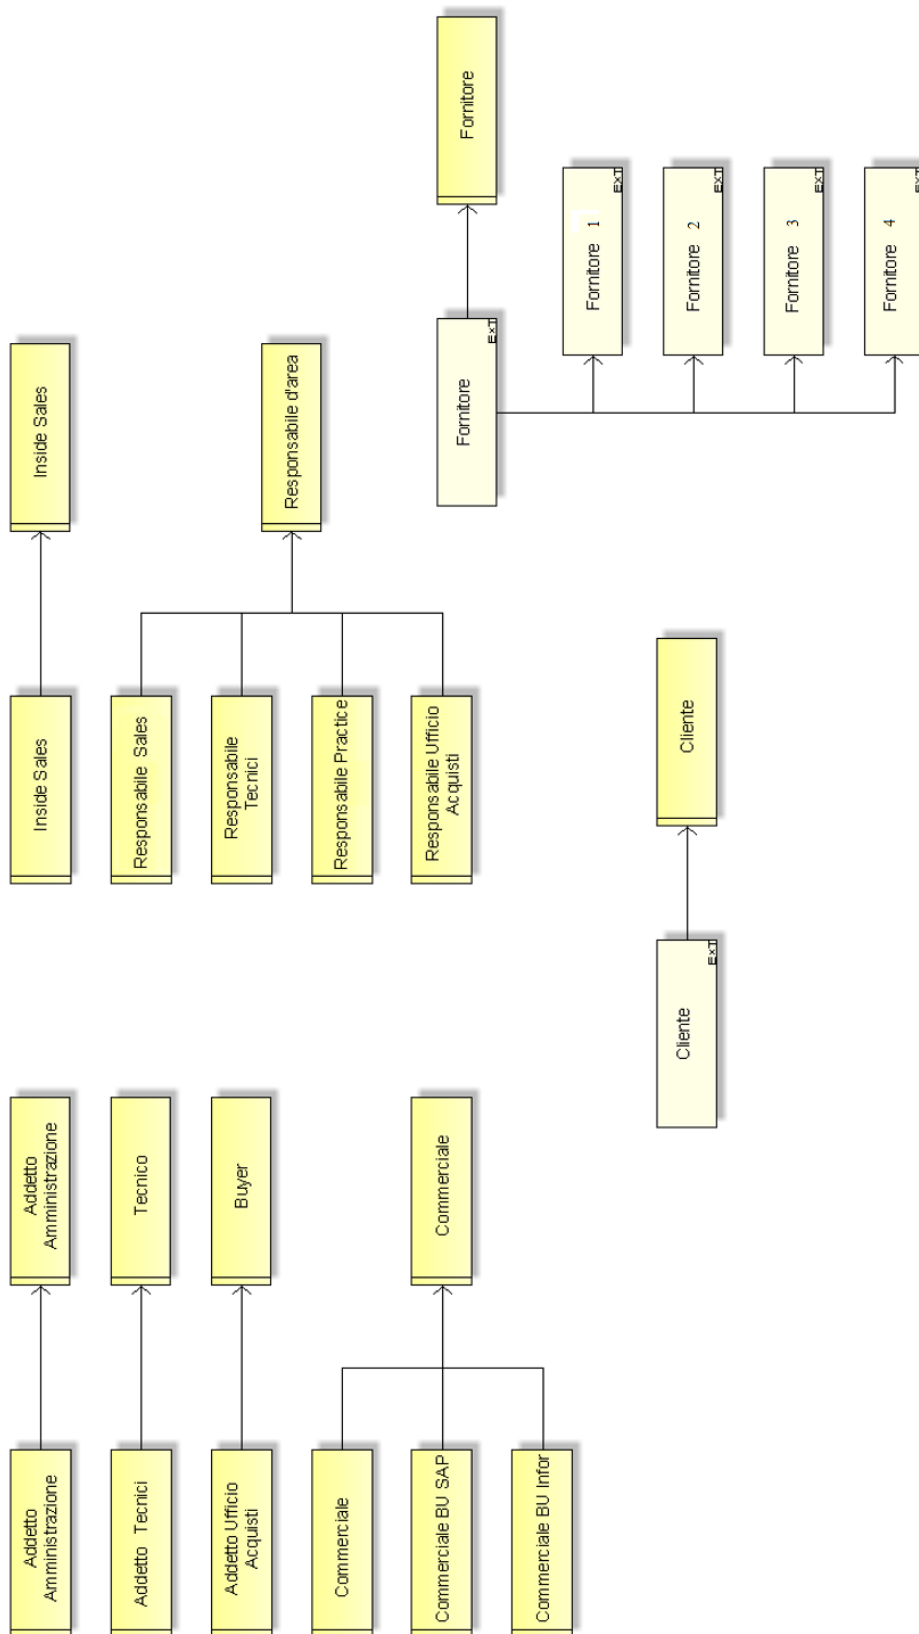 Addetto
Amministrazione
Addetto
Amministrazione
Addetto Tecnici
Tecnico
Addetto Ufficio
Acquisti
Buyer
Commerciale
Commerciale BU SAP
Commerciale BU Infor
Commerciale
Inside Sales
Inside Sales
Responsabile Sales
Responsabile
Tecnici
Responsabile Practice
Responsabile Ufficio
Acquisti
Responsabile d'area
Cliente
EXT
Cliente
Fornitore
EXT
Fornitore
Fornitore 1
EXT
Fornitore 2
EXT
Fornitore 3
EXT
Fornitore 4
EXT